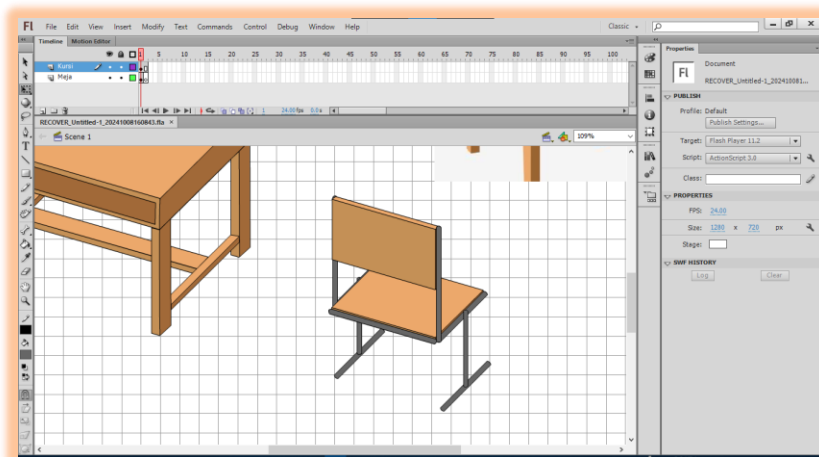 Fl File Edit View Insert Modify Text Commands Control Debug Window Help Classic
Timeline Motion Editor
1 5 10 15 20 25 30 35 40 45 50 55 60 65 70 75 80 85 90 95 100
Kursi
Meja
1 24.00 fps 0.0 s
RECOVER_Untitled-1_20241008160843.fla ×
Scene 1 109%
Properties
Fl Document
RECOVER_Untitled-1_202410081...
PUBLISH
Profile: Default
Publish Settings...
Target: Flash Player 11.2
Script: ActionScript 3.0
Class:
PROPERTIES
FPS: 24.00
Size: 1280 x 720 px
Stage:
SWF HISTORY
Log Clear